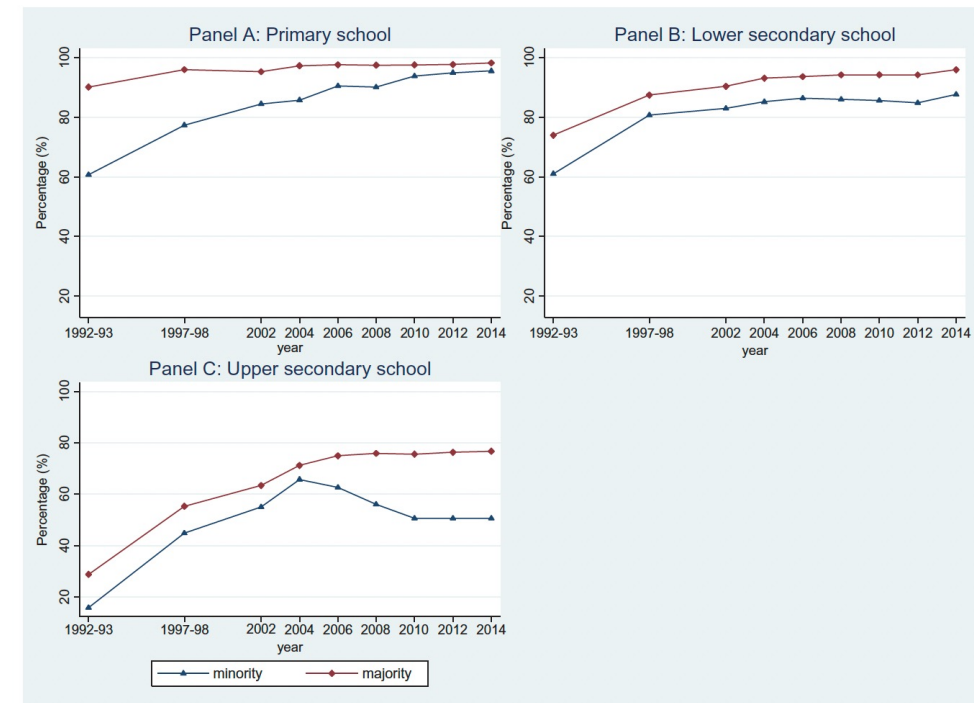 Panel A: Primary school
Percentage (%)
100
80
60
40
20
1992-93 1997-98 2002 2004 2006 2008 2010 2012 2014
year
Panel B: Lower secondary school
Percentage (%)
100
80
60
40
20
1992-93 1997-98 2002 2004 2006 2008 2010 2012 2014
year
Panel C: Upper secondary school
Percentage (%)
100
80
60
40
20
1992-93 1997-98 2002 2004 2006 2008 2010 2012 2014
year
minority majority